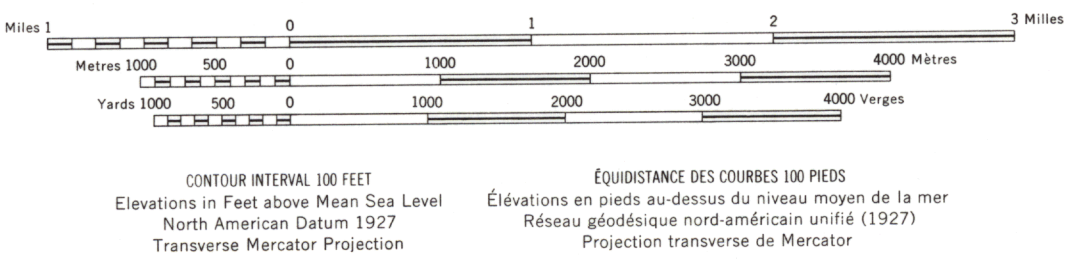 Miles 1 0 1 2 3 Milles
Metres 1000 500 0 1000 2000 3000 4000 Mètres
Yards 1000 500 0 1000 2000 3000 4000 Verges
CONTOUR INTERVAL 100 FEET
Elevations in Feet above Mean Sea Level
North American Datum 1927
Transverse Mercator Projection
ÉQUIDISTANCE DES COURBES 100 PIEDS
Élévations en pieds au-dessus du niveau moyen de la mer
Réseau géodésique nord-américain unifié (1927)
Projection transverse de Mercator